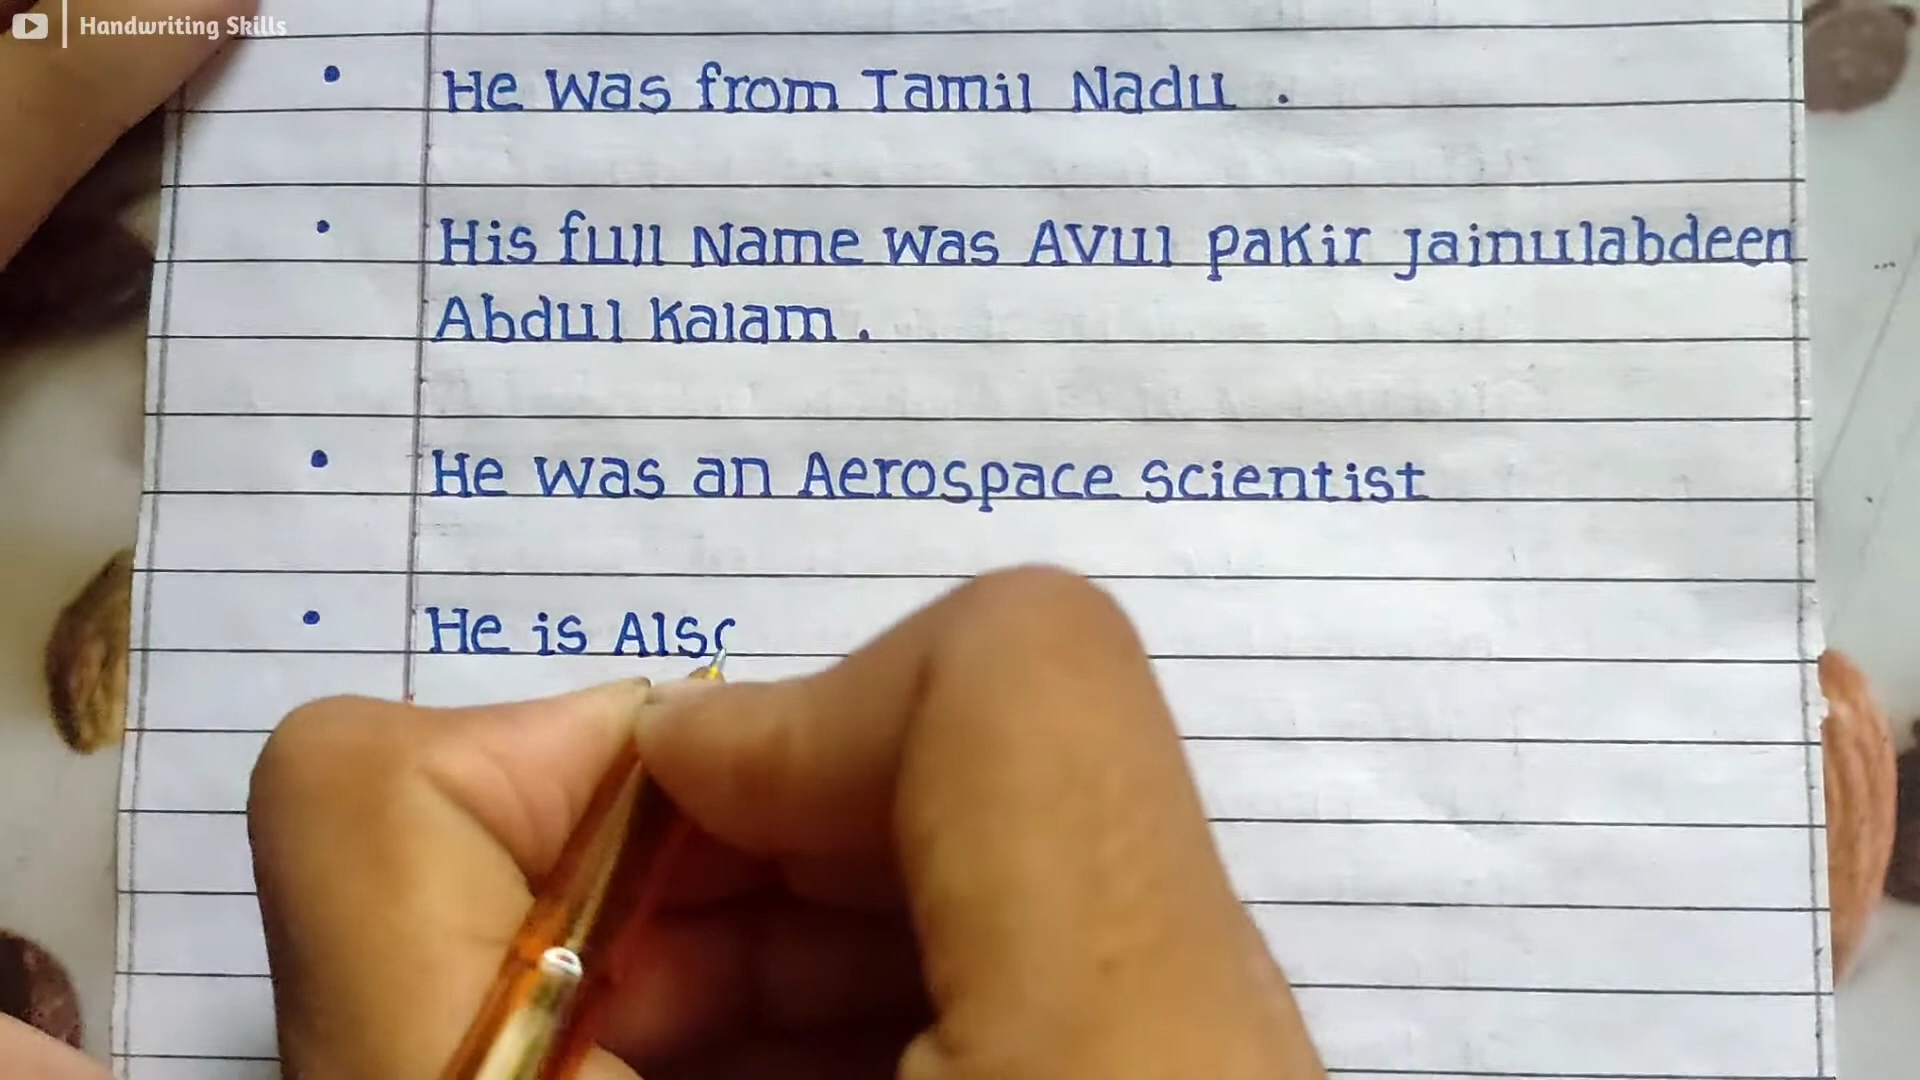 Handwriting Skills
• He was from Tamil Nadu .
• His full Name was Avul pakir Jainulabdeen
Abdul Kalam .
• He was an Aerospace scientist
• He is Als